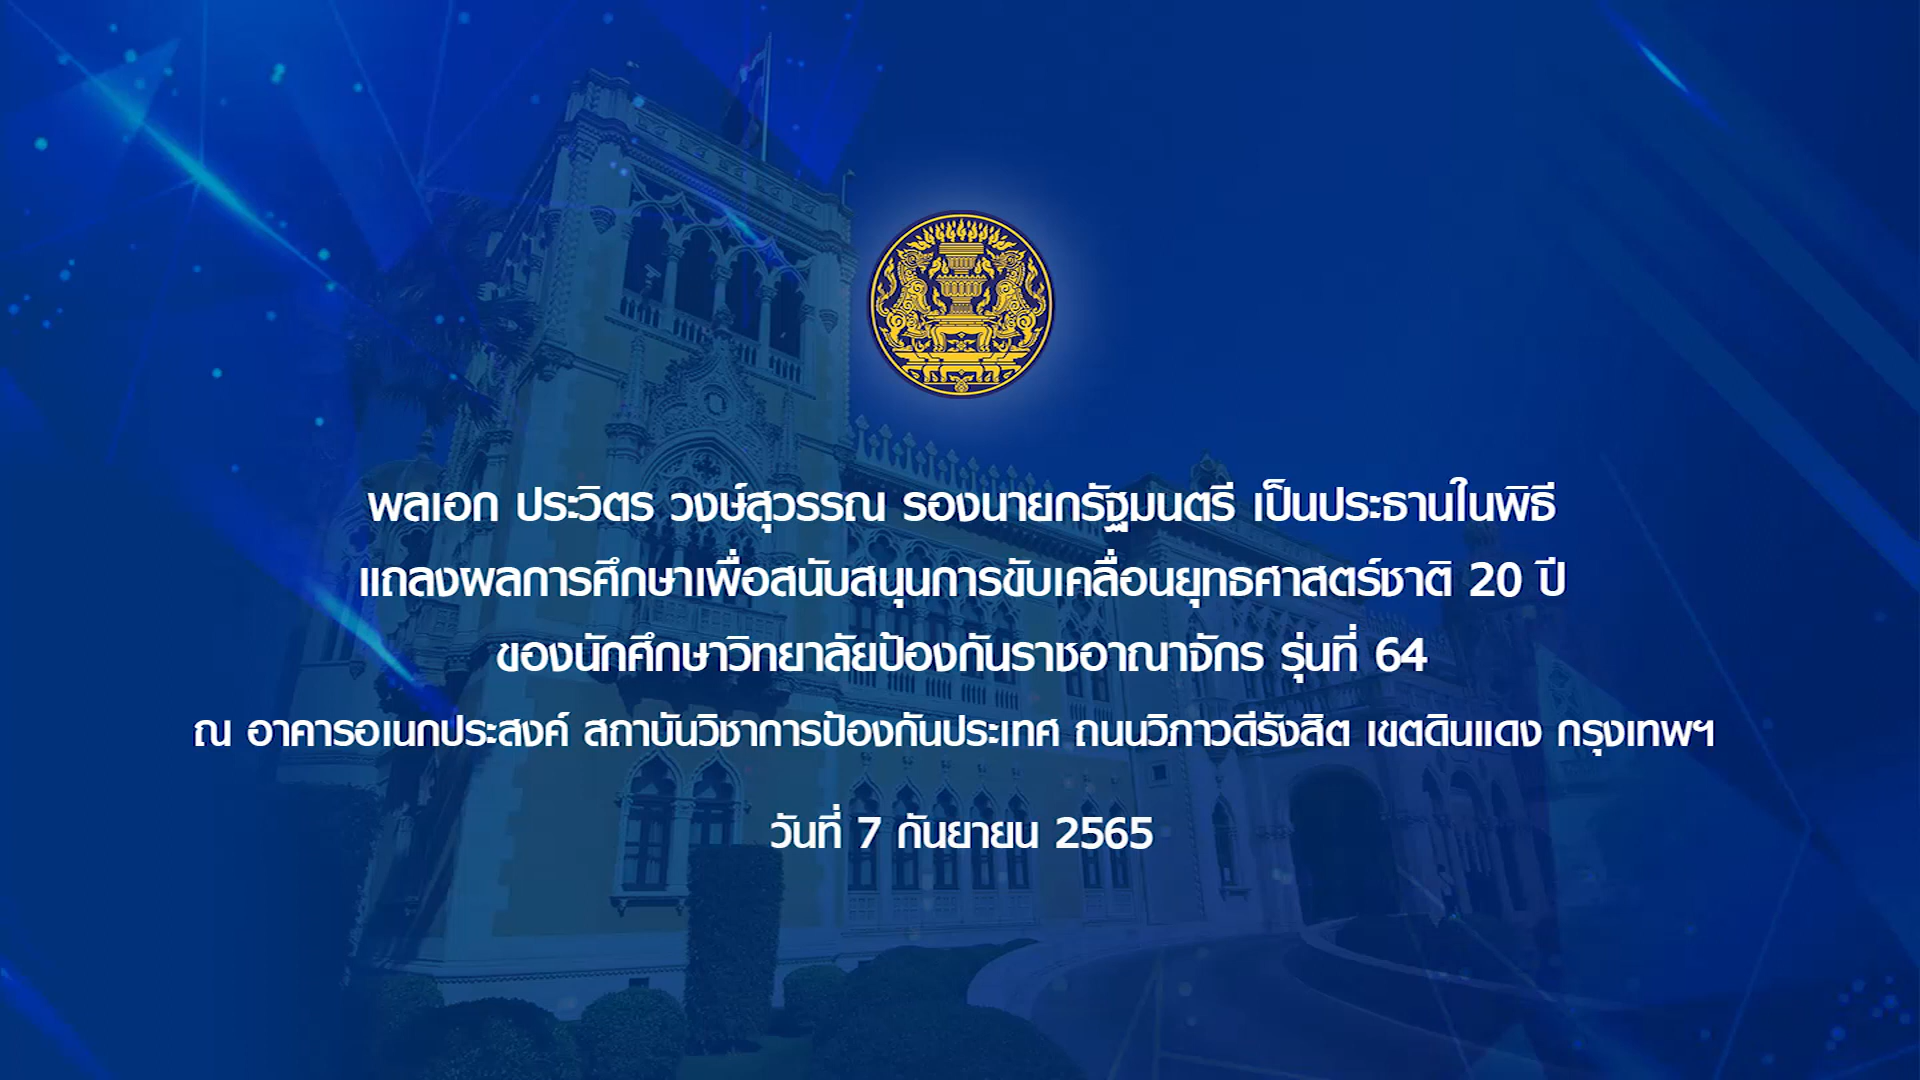 พลเอก ประวิตร วงษ์สุวรรณ รองนายกรัฐมนตรี เป็นประธานในพิธี
แถลงผลการศึกษาเพื่อสนับสนุนการขับเคลื่อนยุทธศาสตร์ชาติ 20 ปี
ของนักศึกษาวิทยาลัยป้องกันราชอาณาจักร รุ่นที่ 64
ณ อาคารอเนกประสงค์ สถาบันวิชาการป้องกันประเทศ ถนนวิภาวดีรังสิต เขตดินแดง กรุงเทพฯ
วันที่ 7 กันยายน 2565